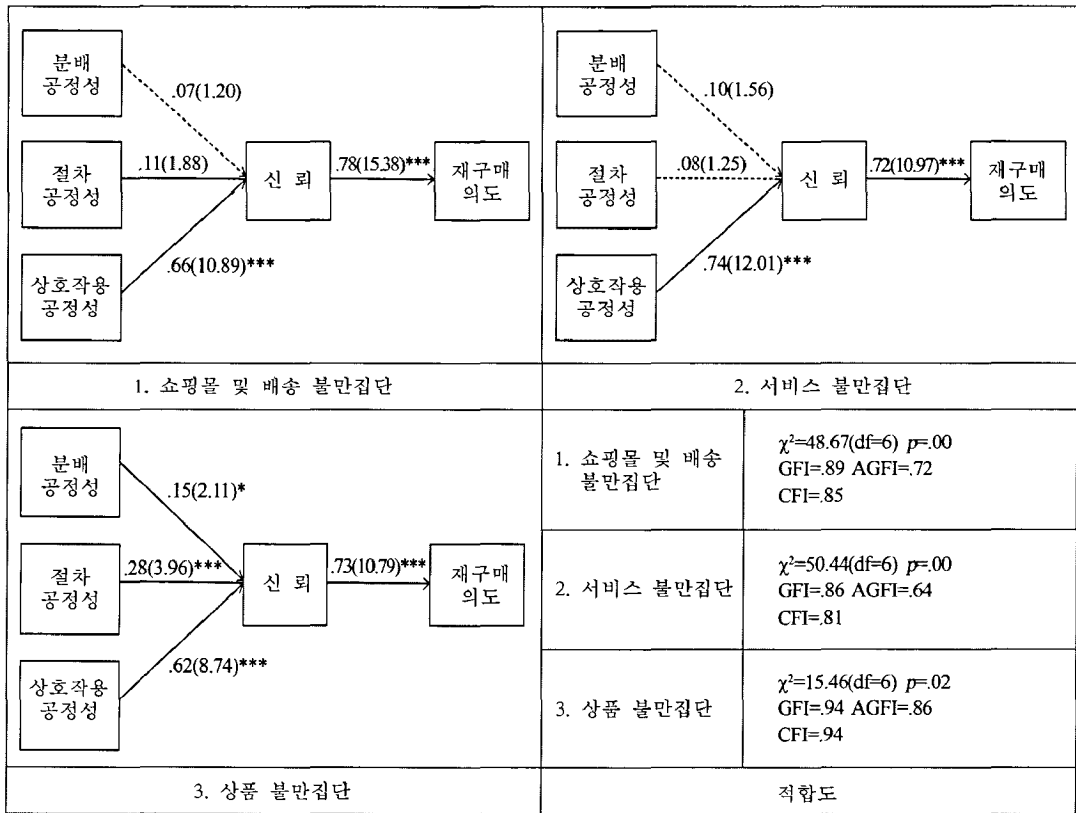 분배
공정성
.07(1.20)
절차
공정성
.11(1.88)
신 뢰
.78(15.38)***
재구매
의도
상호작용
공정성
.66(10.89)***
1. 쇼핑몰 및 배송 불만집단
분배
공정성
.10(1.56)
절차
공정성
.08(1.25)
신 뢰
.72(10.97)***
재구매
의도
상호작용
공정성
.74(12.01)***
2. 서비스 불만집단
분배
공정성
.15(2.11)*
절차
공정성
.28(3.96)***
신 뢰
.73(10.79)***
재구매
의도
상호작용
공정성
.62(8.74)***
3. 상품 불만집단
1. 쇼핑몰 및 배송
불만집단
χ²=48.67(df=6) p=.00
GFI=.89 AGFI=.72
CFI=.85
2. 서비스 불만집단
χ²=50.44(df=6) p=.00
GFI=.86 AGFI=.64
CFI=.81
3. 상품 불만집단
χ²=15.46(df=6) p=.02
GFI=.94 AGFI=.86
CFI=.94
적합도